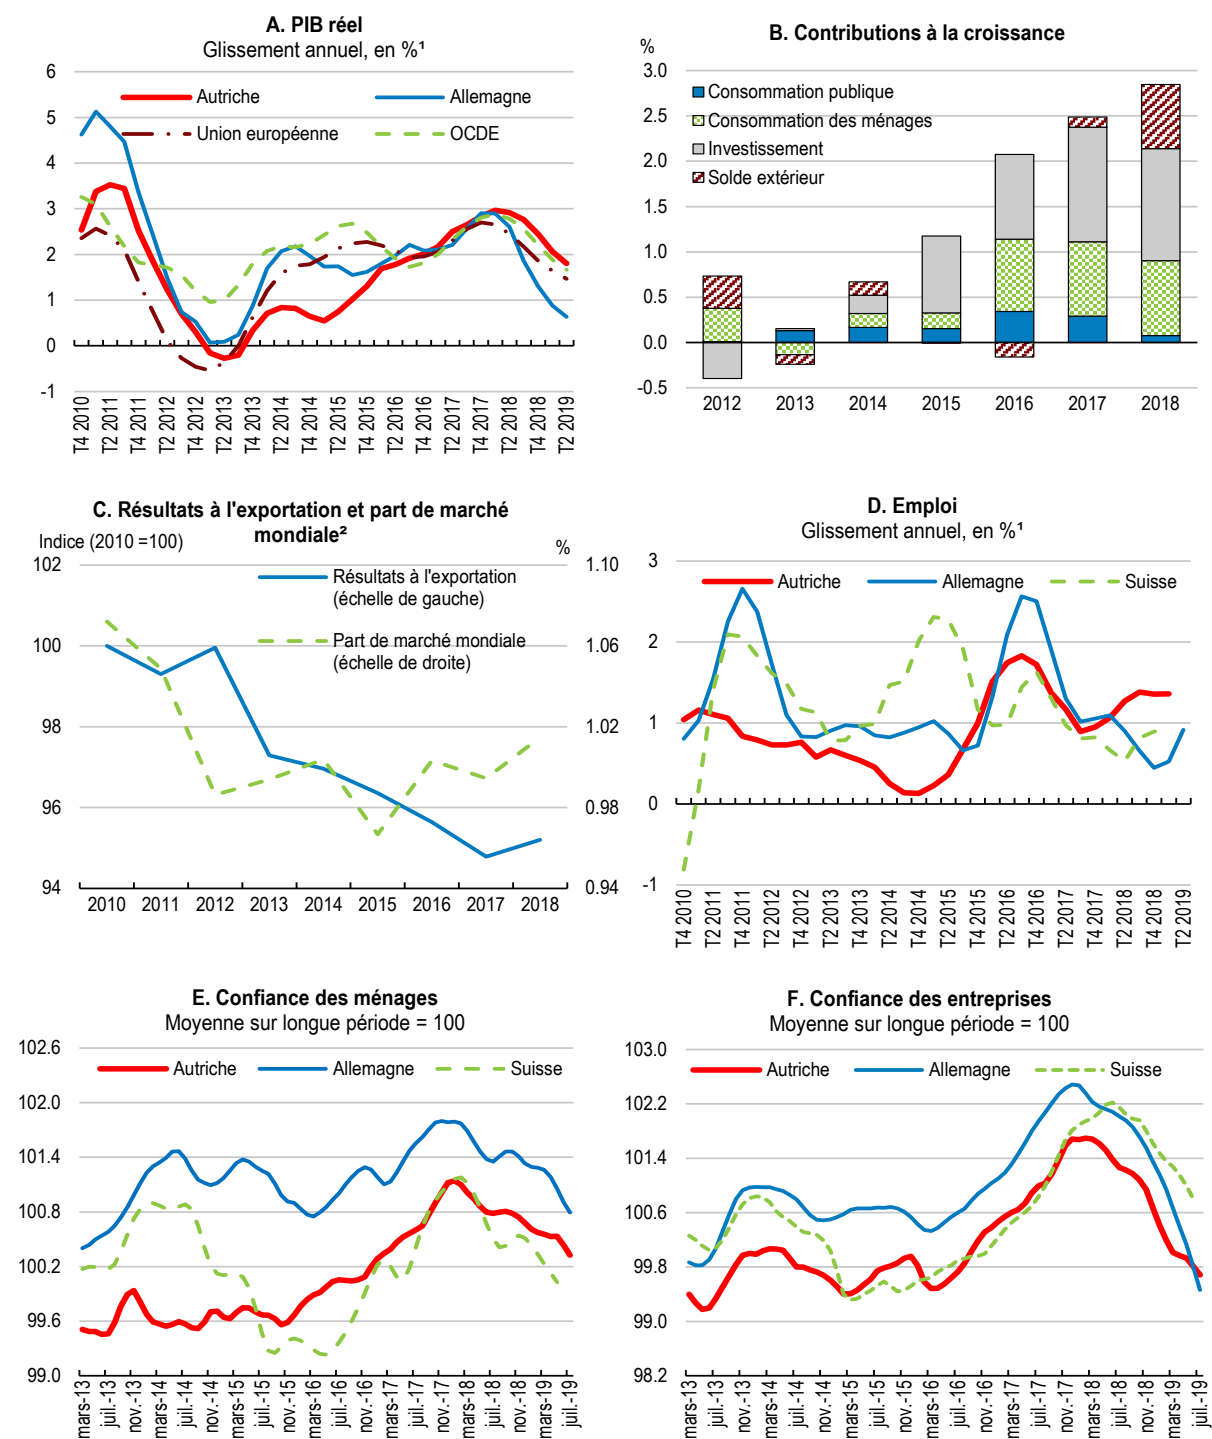 A. PIB réel
Glissement annuel, en %¹
6
5
4
3
2
1
0
-1
Autriche
Allemagne
Union européenne
OCDE
T4 2010
T2 2011
T4 2011
T2 2012
T4 2012
T2 2013
T4 2013
T2 2014
T4 2014
T2 2015
T4 2015
T2 2016
T4 2016
T2 2017
T4 2017
T2 2018
T4 2018
T2 2019
B. Contributions à la croissance
%
3.0
2.5
2.0
1.5
1.0
0.5
0.0
-0.5
Consommation publique
Consommation des ménages
Investissement
Solde extérieur
2012 2013 2014 2015 2016 2017 2018
C. Résultats à l'exportation et part de marché
mondiale²
Indice (2010 =100)
%
102
100
98
96
94
1.10
1.06
1.02
0.98
0.94
Résultats à l'exportation
(échelle de gauche)
Part de marché mondiale
(échelle de droite)
2010 2011 2012 2013 2014 2015 2016 2017 2018
D. Emploi
Glissement annuel, en %¹
3
2
1
0
-1
Autriche
Allemagne
Suisse
T4 2010
T2 2011
T4 2011
T2 2012
T4 2012
T2 2013
T4 2013
T2 2014
T4 2014
T2 2015
T4 2015
T2 2016
T4 2016
T2 2017
T4 2017
T2 2018
T4 2018
T2 2019
E. Confiance des ménages
Moyenne sur longue période = 100
102.6
102.0
101.4
100.8
100.2
99.6
99.0
Autriche
Allemagne
Suisse
mars-13
juil.-13
nov.-13
mars-14
juil.-14
nov.-14
mars-15
juil.-15
nov.-15
mars-16
juil.-16
nov.-16
mars-17
juil.-17
nov.-17
mars-18
juil.-18
nov.-18
mars-19
juil.-19
F. Confiance des entreprises
Moyenne sur longue période = 100
103.0
102.2
101.4
100.6
99.8
99.0
98.2
Autriche
Allemagne
Suisse
mars-13
juil.-13
nov.-13
mars-14
juil.-14
nov.-14
mars-15
juil.-15
nov.-15
mars-16
juil.-16
nov.-16
mars-17
juil.-17
nov.-17
mars-18
juil.-18
nov.-18
mars-19
juil.-19